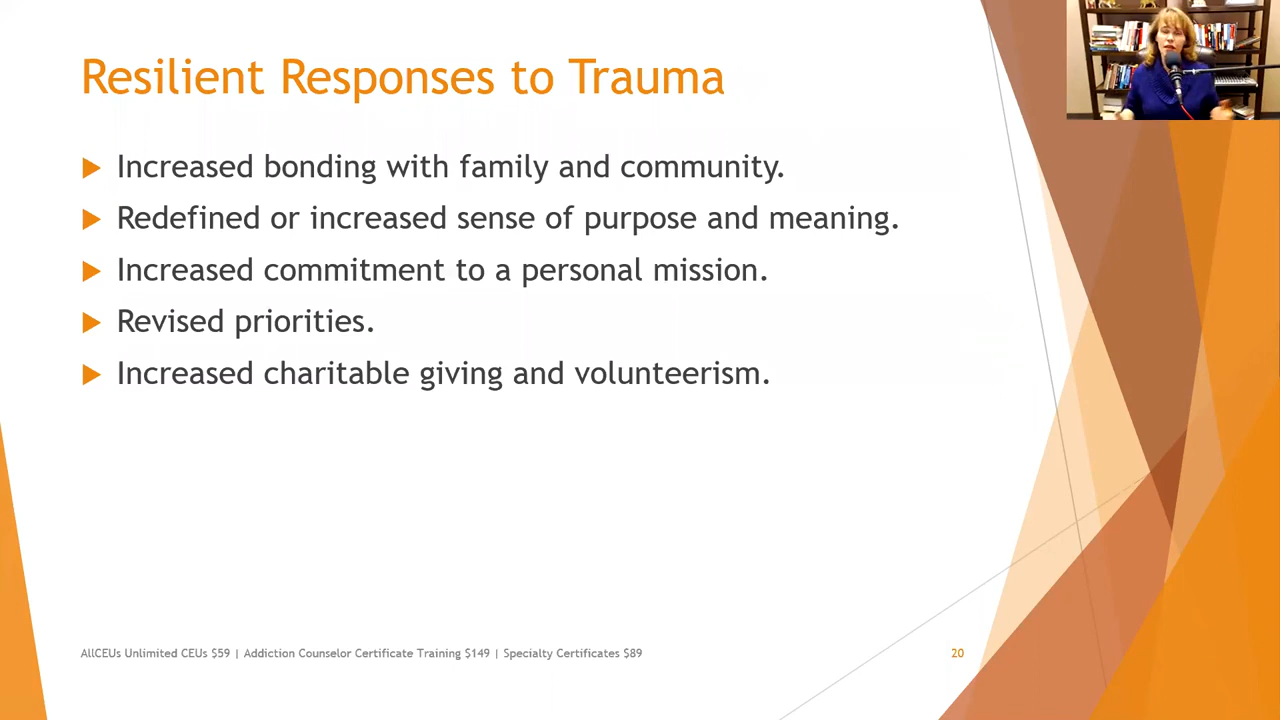 Resilient Responses to Trauma
Increased bonding with family and community.
Redefined or increased sense of purpose and meaning.
Increased commitment to a personal mission.
Revised priorities.
Increased charitable giving and volunteerism.
AllCEUs Unlimited CEUs $59 | Addiction Counselor Certificate Training $149 | Specialty Certificates $89
20